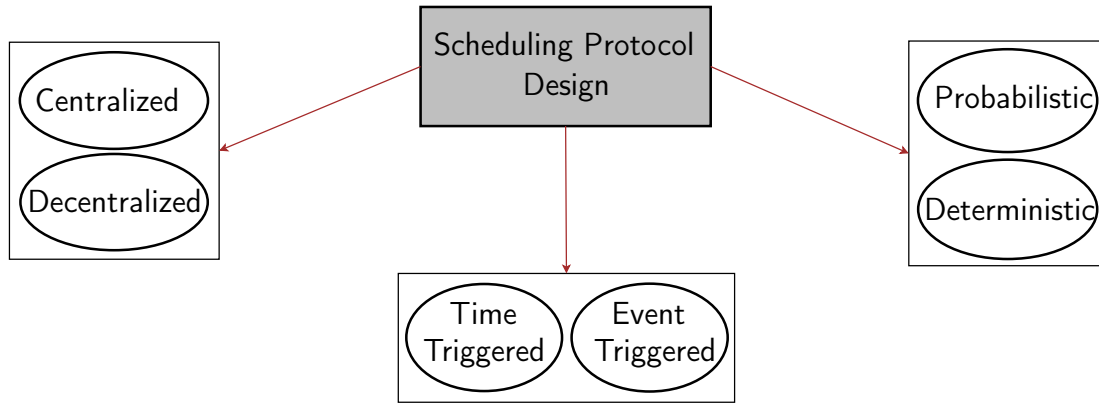 Scheduling Protocol
Design
Centralized
Decentralized
Probabilistic
Deterministic
Time
Triggered
Event
Triggered